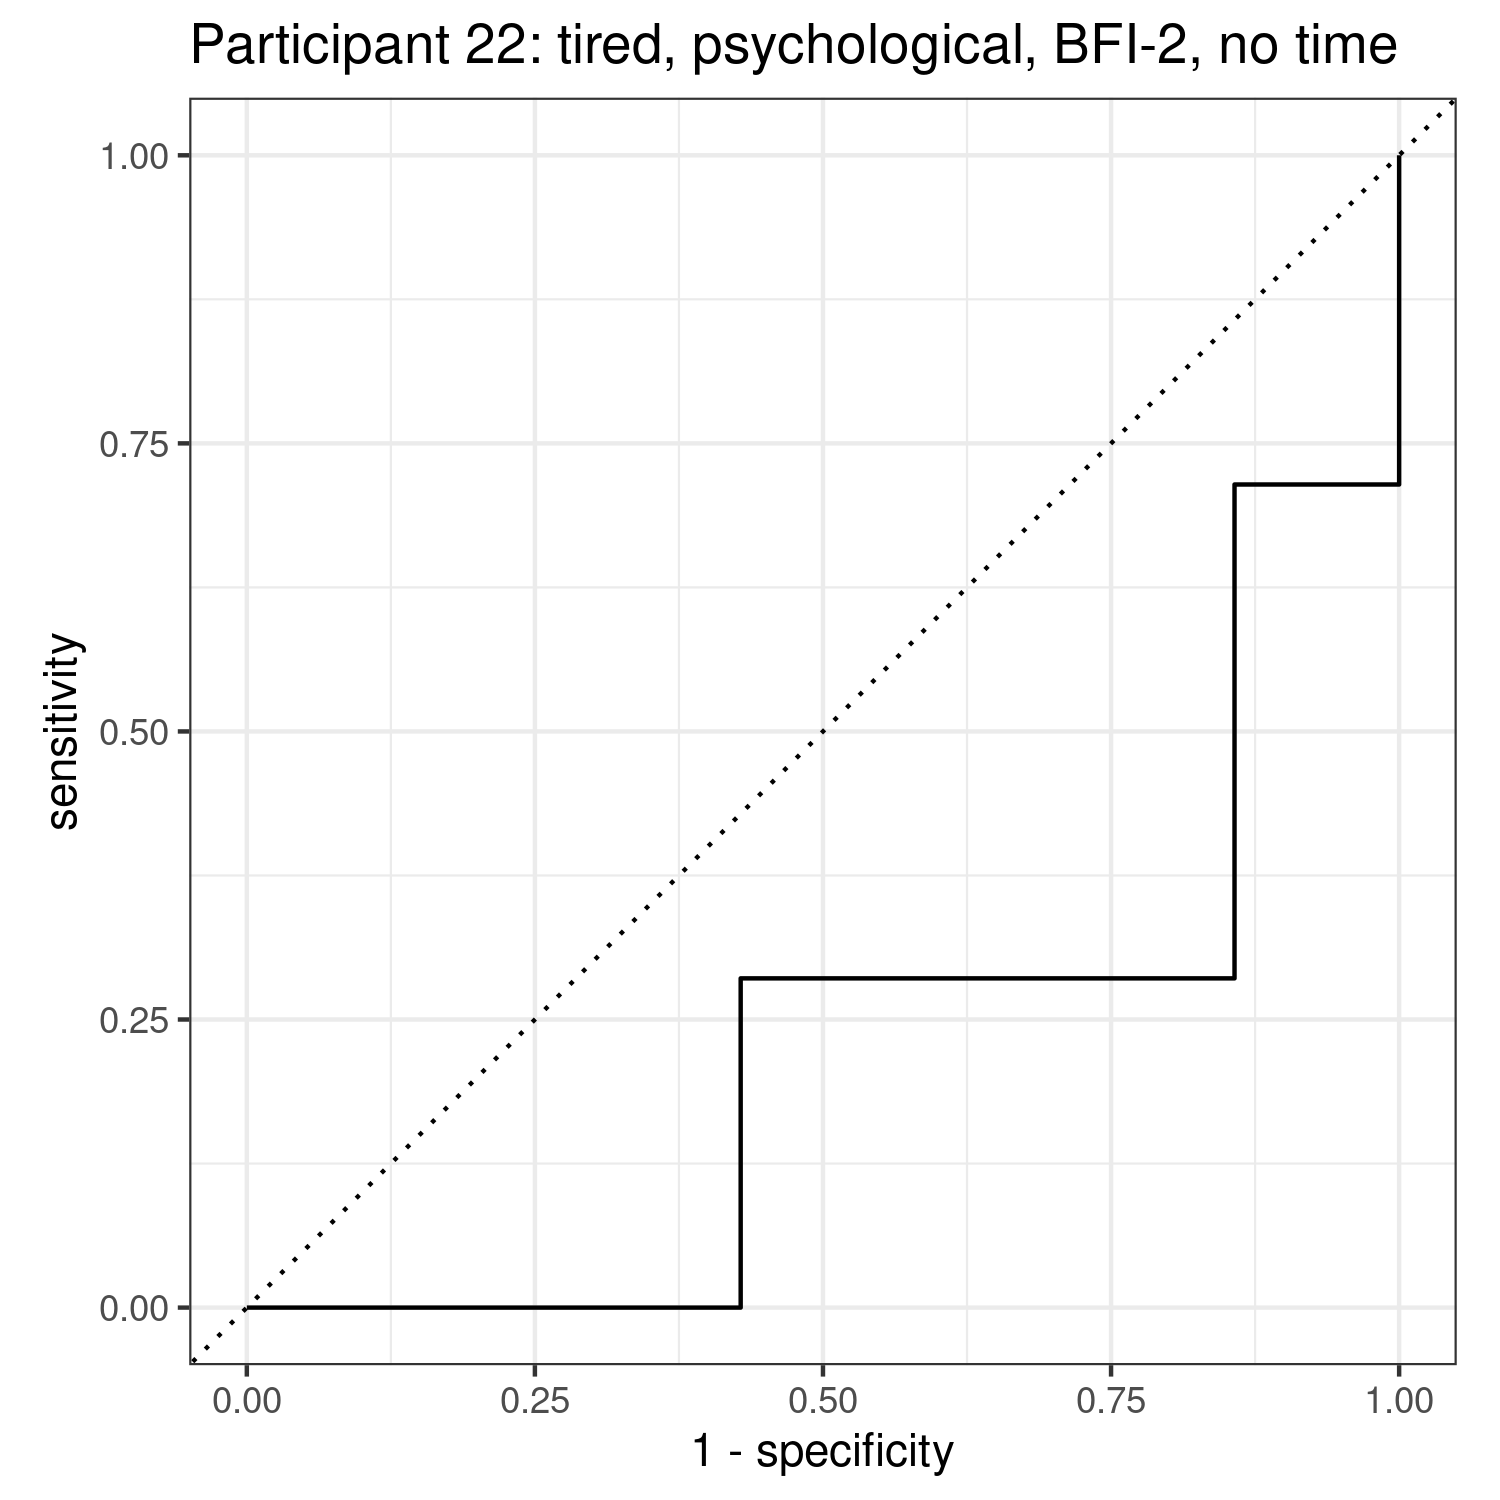 Participant 22: tired, psychological, BFI-2, no time
1.00
0.75
0.50
0.25
0.00
sensitivity
0.00 0.25 0.50 0.75 1.00
1 - specificity